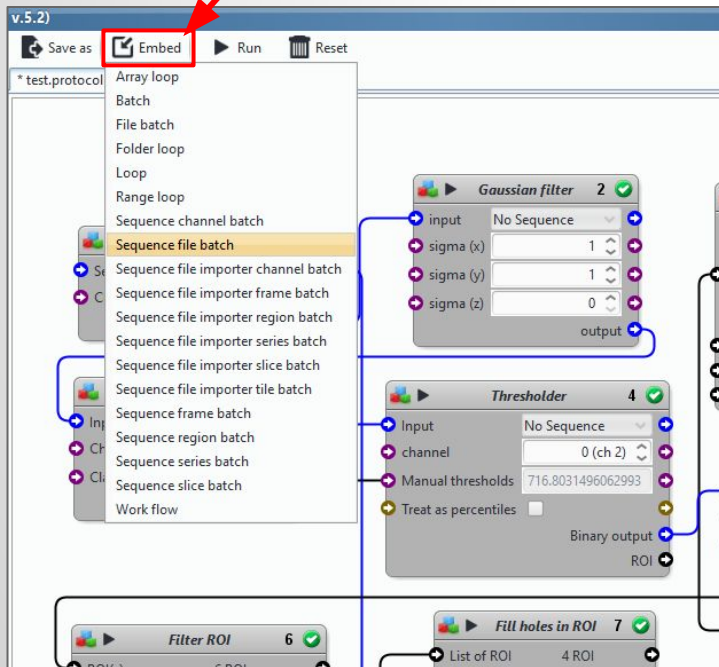 v.5.2)
Save as Embed Run Reset
* test.protocol
Array loop
Batch
File batch
Folder loop
Loop
Range loop
Sequence channel batch
Sequence file batch
Sequence file importer channel batch
Sequence file importer frame batch
Sequence file importer region batch
Sequence file importer series batch
Sequence file importer slice batch
Sequence file importer tile batch
Sequence frame batch
Sequence region batch
Sequence series batch
Sequence slice batch
Work flow
Se
C
Inp
Ch
Cla
Gaussian filter 2
input No Sequence
sigma (x) 1
sigma (y) 1
sigma (z) 0
output
Thresholder 4
Input No Sequence
channel 0 (ch 2)
Manual thresholds 716.8031496062993
Treat as percentiles
Binary output
ROI
Filter ROI 6
Fill holes in ROI 7
List of ROI 4 ROI